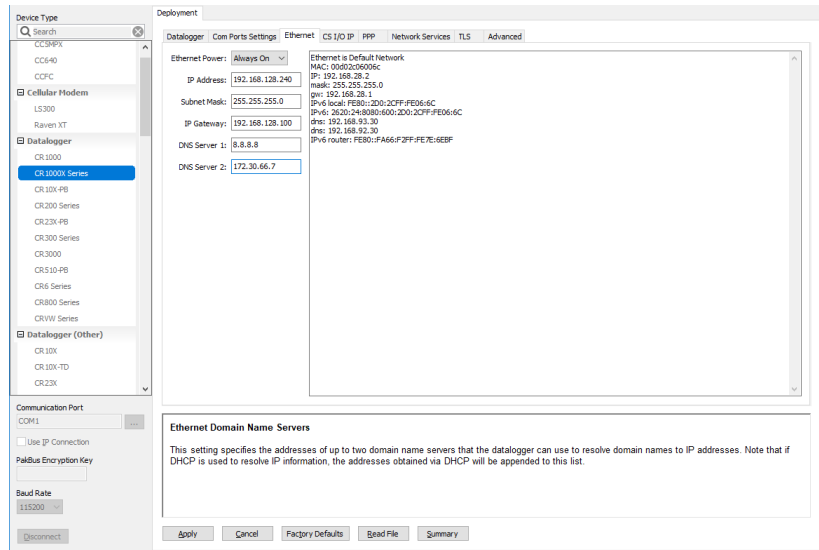 Device Type
Search
CC5MPX
CC640
CCFC
Cellular Modem
LS300
Raven XT
Datalogger
CR1000
CR1000X Series
CR10X-PB
CR200 Series
CR23X-PB
CR300 Series
CR3000
CR510-PB
CR6 Series
CR800 Series
CRVW Series
Datalogger (Other)
CR10X
CR10X-TD
CR23X
Communication Port
COM1
...
Use IP Connection
PakBus Encryption Key
Baud Rate
115200
Disconnect
Deployment
Datalogger Com Ports Settings Ethernet CS I/O IP PPP Network Services TLS Advanced
Ethernet Power: Always On
IP Address: 192.168.128.240
Subnet Mask: 255.255.255.0
IP Gateway: 192.168.128.100
DNS Server 1: 8.8.8.8
DNS Server 2: 172.30.66.7
Ethernet is Default Network
MAC: 00d02c06006c
IP: 192.168.28.2
mask: 255.255.255.0
gw: 192.168.28.1
IPv6 local: FE80::2D0:2CFF:FE06:6C
IPv6: 2620:24:8080:600:2D0:2CFF:FE06:6C
dns: 192.168.93.30
dns: 192.168.92.30
IPv6 router: FE80::FA66:F2FF:FE7E:6EBF
Ethernet Domain Name Servers
This setting specifies the addresses of up to two domain name servers that the datalogger can use to resolve domain names to IP addresses. Note that if
DHCP is used to resolve IP information, the addresses obtained via DHCP will be appended to this list.
Apply Cancel Factory Defaults Read File Summary